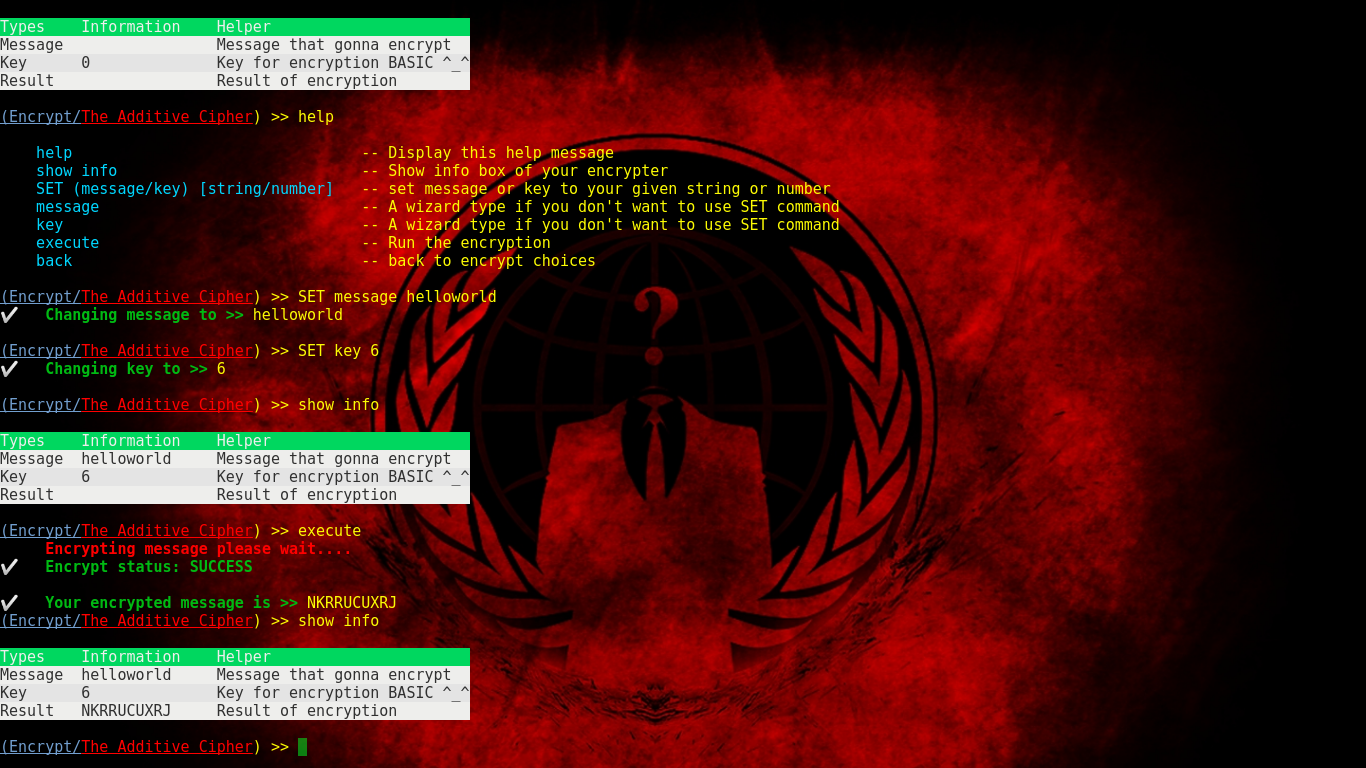 Types Information Helper
Message Message that gonna encrypt
Key 0 Key for encryption BASIC ^_^
Result Result of encryption
(Encrypt/The Additive Cipher) >> help
help -- Display this help message
show info -- Show info box of your encrypter
SET (message/key) [string/number] -- set message or key to your given string or number
message -- A wizard type if you don't want to use SET command
key -- A wizard type if you don't want to use SET command
execute -- Run the encryption
back -- back to encrypt choices
(Encrypt/The Additive Cipher) >> SET message helloworld
✔ Changing message to >> helloworld
(Encrypt/The Additive Cipher) >> SET key 6
✔ Changing key to >> 6
(Encrypt/The Additive Cipher) >> show info
Types Information Helper
Message helloworld Message that gonna encrypt
Key 6 Key for encryption BASIC ^_^
Result Result of encryption
(Encrypt/The Additive Cipher) >> execute
Encrypting message please wait....
✔ Encrypt status: SUCCESS
✔ Your encrypted message is >> NKRRUCUXRJ
(Encrypt/The Additive Cipher) >> show info
Types Information Helper
Message helloworld Message that gonna encrypt
Key 6 Key for encryption BASIC ^_^
Result NKRRUCUXRJ Result of encryption
(Encrypt/The Additive Cipher) >>
?